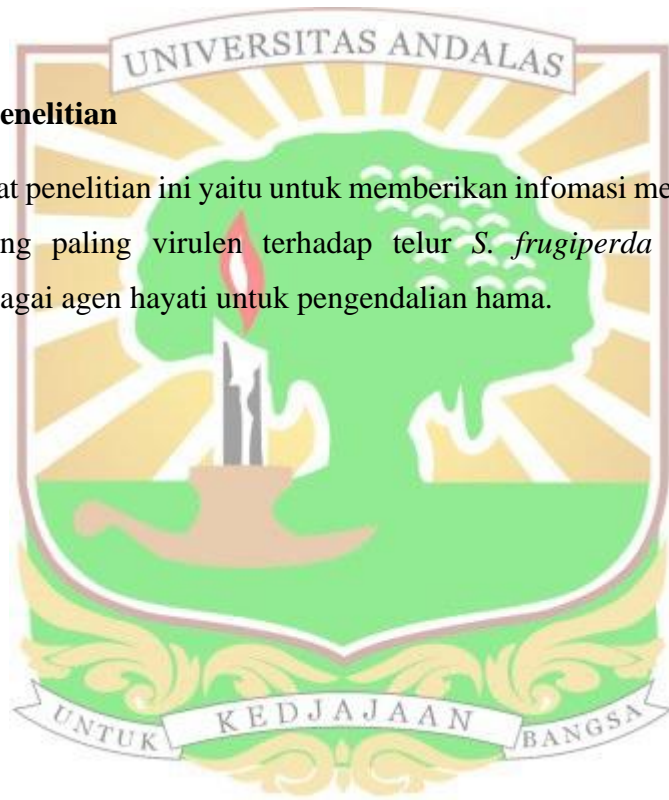 UNIVERSITAS ANDALAS
enelitian
at penelitian ini yaitu untuk memberikan infomasi me
ng paling virulen terhadap telur S. frugiperda
agai agen hayati untuk pengendalian hama.
UNTUK KEDJAJAAN BANGSA